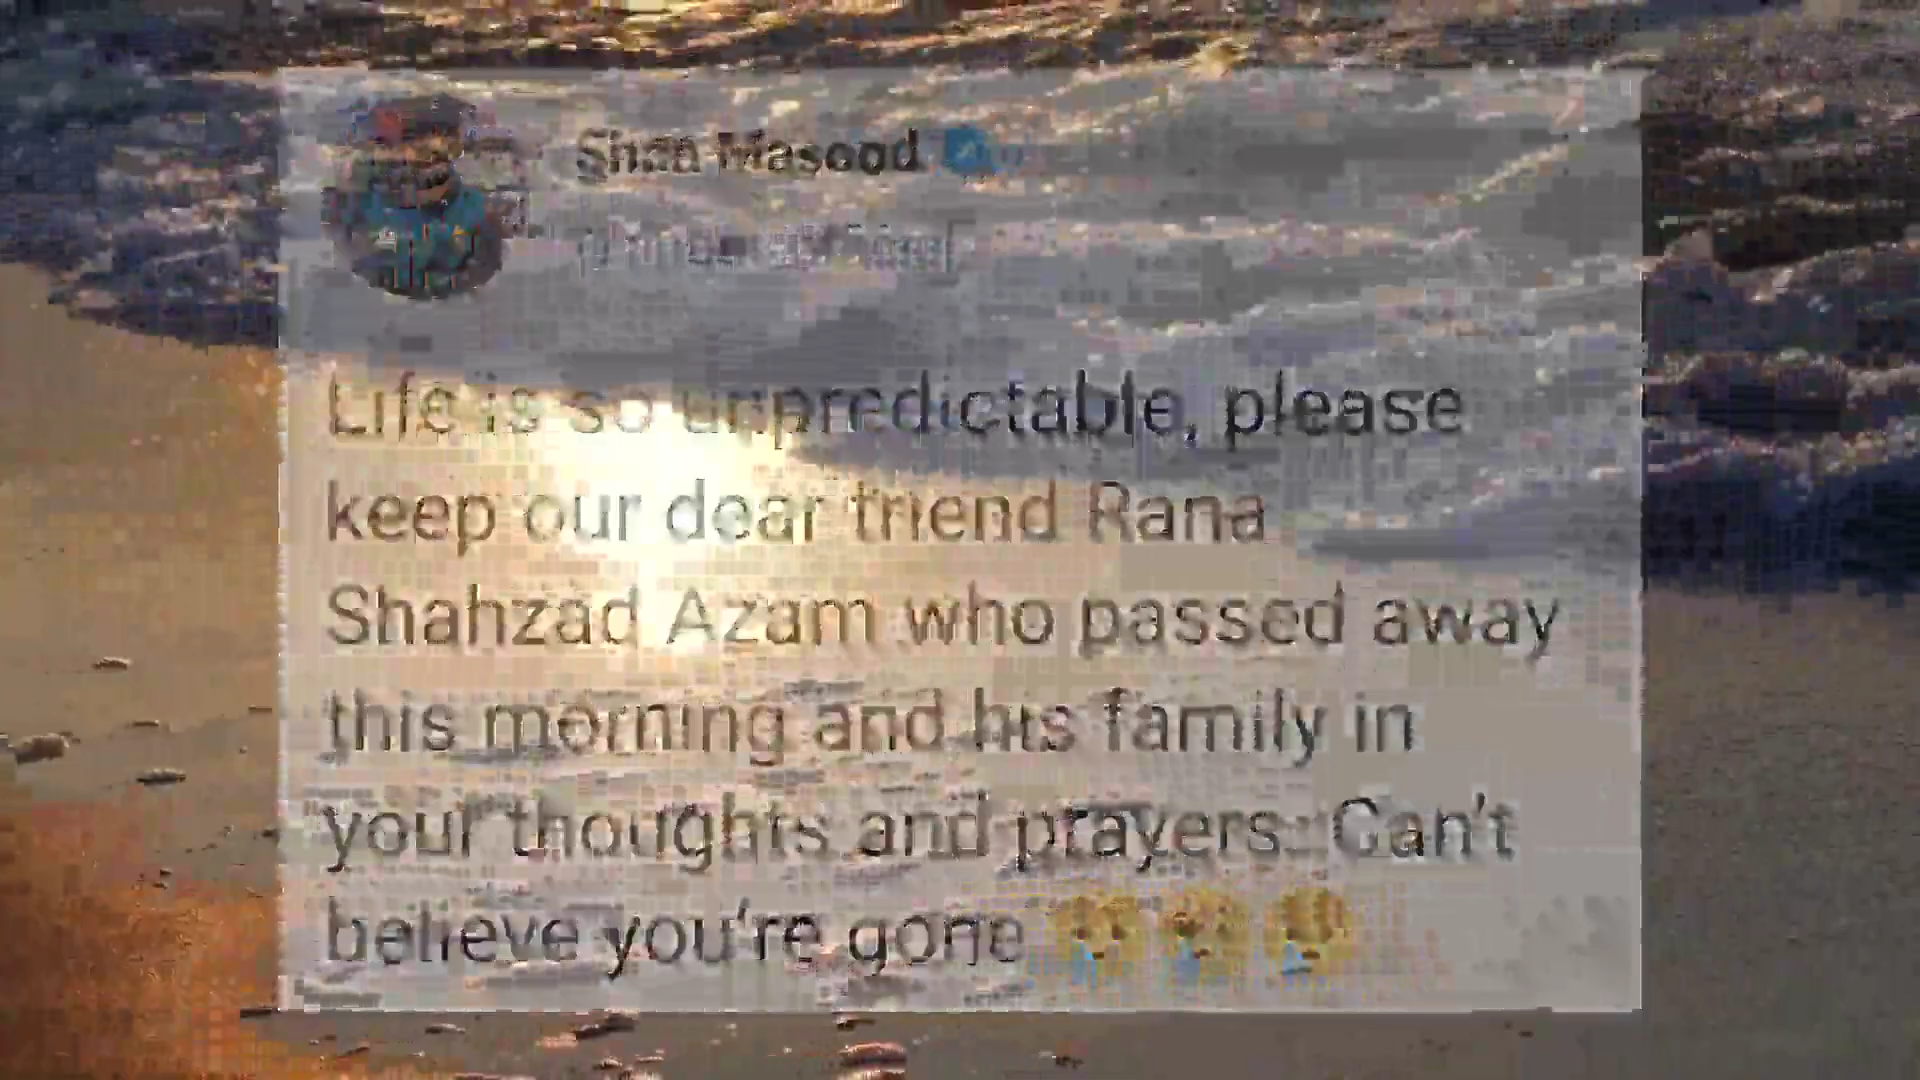 Masood
Life is so unpredictable, please
keep our dear friend Rana
Shahzad Azam who passed away
this morning and his family in
your thoughts and prayers. Can't
believe you're gone 😢😢😢